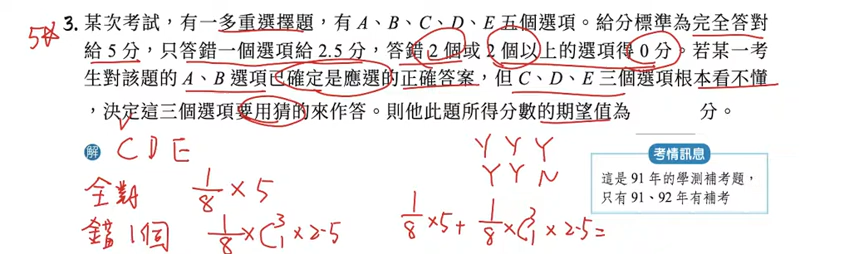 5☆ 3. 某次考試,有一多重選擇題,有 A、B、C、D、E 五個選項。給分標準為完全答對
給 5 分,只答錯一個選項給 2.5 分,答錯 2 個或 2 個以上的選項得 0 分。若某一考
生對該題的 A、B 選項已確定是應選的正確答案,但 C、D、E 三個選項根本看不懂
,決定這三個選項要用猜的來作答。則他此題所得分數的期望值為 分。
解 C D E
Y Y Y
Y Y N
考情訊息
這是 91 年的學測補考題,
只有 91、92 年有補考
全對 1/8 × 5
錯 1個 1/8 × C³₁ × 2.5
1/8 × 5 + 1/8 × C³₁ × 2.5 =